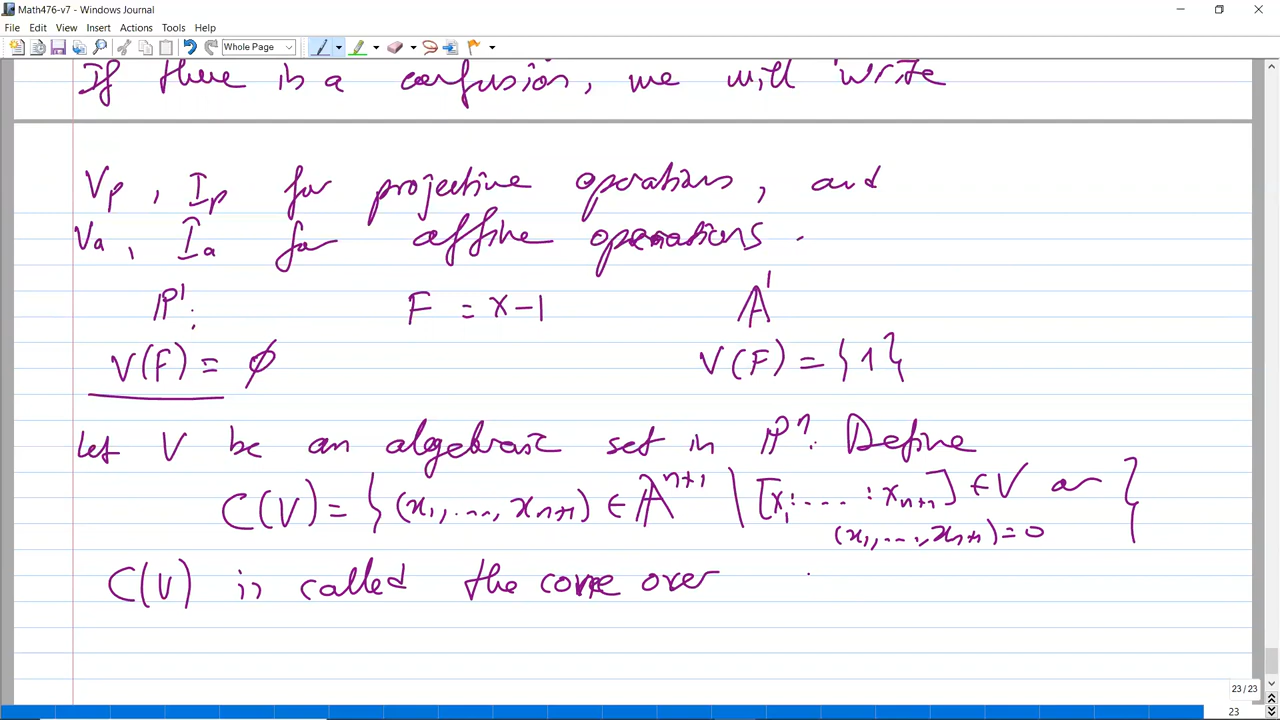 Math476-v7 - Windows Journal
File Edit View Insert Actions Tools Help
Whole Page
If there is a confusion, we will write
Vp, Ip for projective operations, and
Va, Ia for affine operations.
ℙ¹: F = x-1 𝔸¹
V(F) = ∅ V(F) = {1}
Let V be an algebraic set in ℙⁿ. Define
C(V) = {(x₁,...,xₙ₊₁) ∈ 𝔸ⁿ⁺¹ | [x₁:...:xₙ₊₁] ∈ V or
(x₁,...,xₙ₊₁)=0}
C(V) is called the cone over
23/23
23